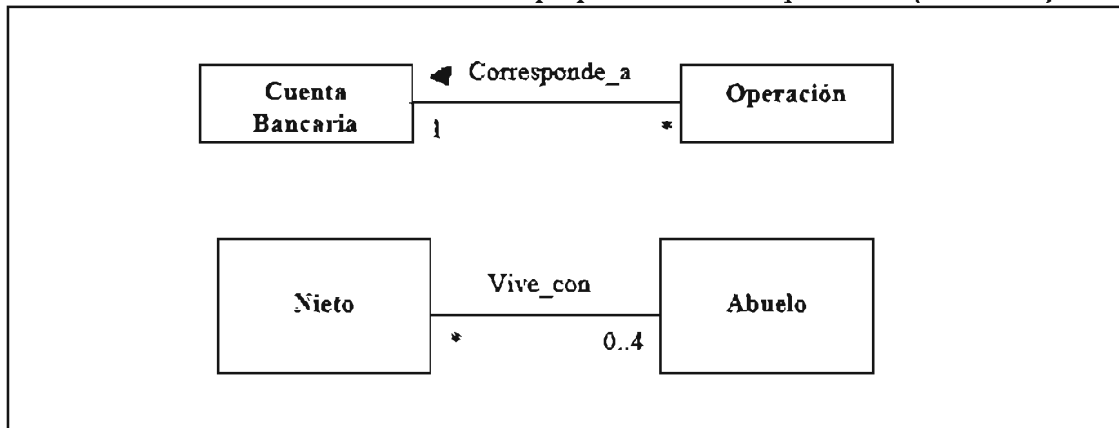 Corresponde_a
Cuenta
Bancaria
Operación
1
*
Vive_con
Nieto
Abuelo
*
0..4